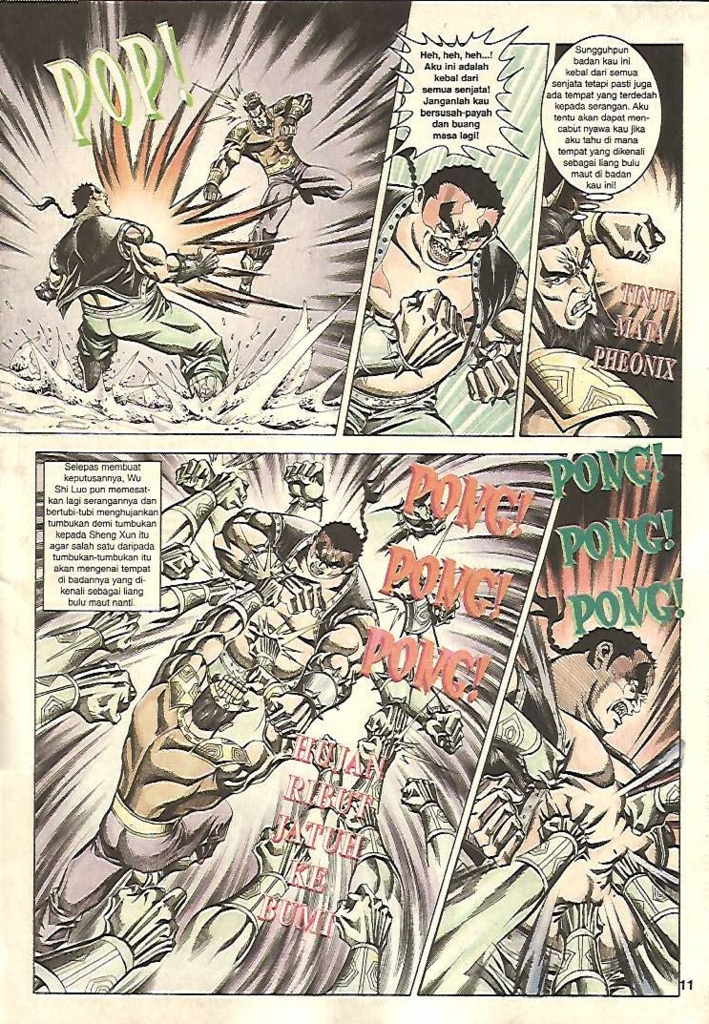 POP!
Heh, heh, heh...!
Aku ini adalah
kebal dari
semua senjata!
Janganlah kau
bersusah-payah
dan buang
masa lagi!
Sungguhpun
badan kau ini
kebal dari semua
senjata tetapi pasti juga
ada tempat yang terdedah
kepada serangan. Aku
tentu akan dapat men-
cabut nyawa kau jika
aku tahu di mana
tempat yang dikenali
sebagai liang bulu
maut di badan
kau ini!
TINJU
MATA
PHEONIX
Selepas membuat
keputusannya, Wu
Shi Luo pun memesat-
kan lagi serangannya dan
bertubi-tubi menghujankan
tumbukan demi tumbukan
kepada Sheng Xun itu
agar salah satu daripada
tumbukan-tumbukan itu
akan mengenai tempat
di badannya yang di-
kenali sebagai liang
bulu maut nanti.
PONG!
PONG!
PONG!
HUJAN
RIBUT
JATUH
KE
BUMI
PONG!
PONG!
PONG!
11